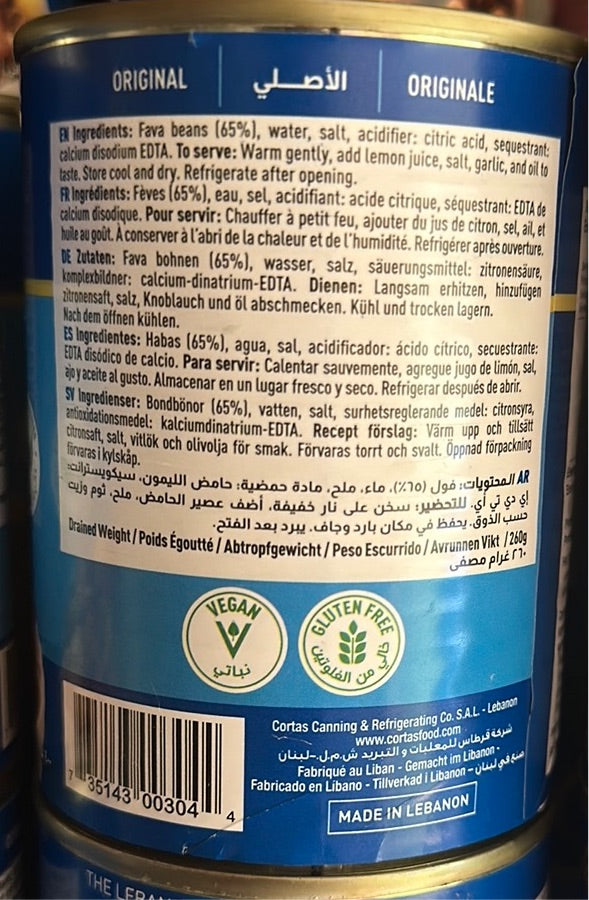 ORIGINAL الأصلي ORIGINALE
EN Ingredients: Fava beans (65%), water, salt, acidifier: citric acid, sequestrant:
calcium disodium EDTA. To serve: Warm gently, add lemon juice, salt, garlic, and oil to
taste. Store cool and dry. Refrigerate after opening.
FR Ingrédients: Fèves (65%), eau, sel, acidifiant: acide citrique, séquestrant: EDTA de
calcium disodique. Pour servir: Chauffer à petit feu, ajouter du jus de citron, sel, ail, et
huile au goût. À conserver à l'abri de la chaleur et de l'humidité. Refrigérer après ouverture.
DE Zutaten: Fava bohnen (65%), wasser, salz, säuerungsmittel: zitronensäure,
komplexbildner: calcium-dinatrium-EDTA. Dienen: Langsam erhitzen, hinzufügen
zitronensaft, salz, Knoblauch und öl abschmecken. Kühl und trocken lagern.
Nach dem öffnen kühlen.
ES Ingredientes: Habas (65%), agua, sal, acidificador: ácido cítrico, secuestrante:
EDTA disódico de calcio. Para servir: Calentar sauvemente, agregue jugo de limón, sal,
ajo y aceite al gusto. Almacenar en un lugar fresco y seco. Refrigerar después de abrir.
SV Ingredienser: Bondbönor (65%), vatten, salt, surhetsreglerande medel: citronsyra,
antioxidationsmedel: kalciumdinatrium-EDTA. Recept förslag: Värm upp och tillsätt
citronsaft, salt, vitlök och olivolja för smak. Förvaras torrt och svalt. Öppnad förpackning
förvaras i kylskåp.
AR المحتويات: فول (٦٥٪)، ماء، ملح، مادة حمضية: حامض الليمون، سيكويسترانت:
إي دي تي أي. للتحضير: سخن على نار خفيفة، أضف عصير الحامض، ملح، ثوم وزيت
حسب الذوق. يحفظ في مكان بارد وجاف. يبرد بعد الفتح.
Drained Weight / Poids Égoutté / Abtropfgewicht / Peso Escurrido / Avrunnen Vikt / 260g
٢٦٠ غرام مصفى
VEGAN
نباتي
GLUTEN FREE
خالي من الغلوتين
Cortas Canning & Refrigerating Co. S.A.L. - Lebanon
www.cortasfood.com
شركة قرطاس للمعلبات و التبريد ش.م.ل.-لبنان
Fabriqué au Liban - Gemacht im Libanon -
Fabricado en Líbano - Tillverkad i Libanon – صنع في لبنان
MADE IN LEBANON
7 35143 00304 4
THE LEBAN